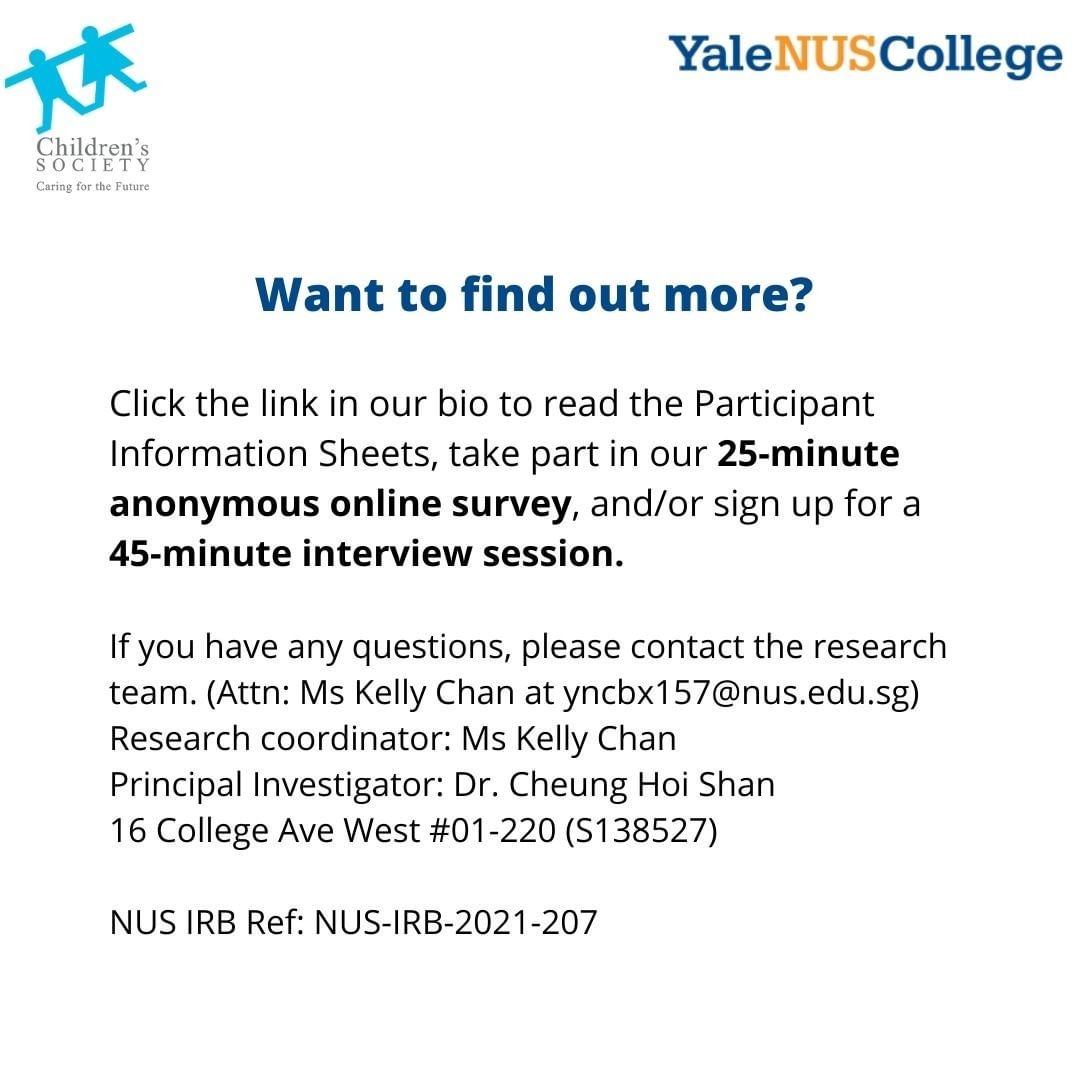 Children's
SOCIETY
Caring for the Future
YaleNUSCollege
Want to find out more?
Click the link in our bio to read the Participant
Information Sheets, take part in our 25-minute
anonymous online survey, and/or sign up for a
45-minute interview session.
If you have any questions, please contact the research
team. (Attn: Ms Kelly Chan at yncbx157@nus.edu.sg)
Research coordinator: Ms Kelly Chan
Principal Investigator: Dr. Cheung Hoi Shan
16 College Ave West #01-220 (S138527)
NUS IRB Ref: NUS-IRB-2021-207